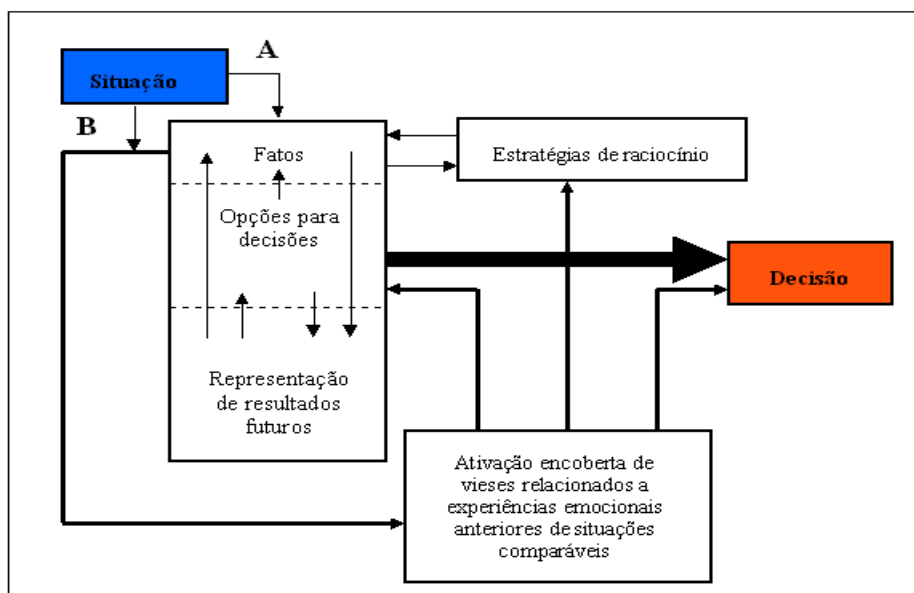 A
Situação
B
Fatos
Opções para
decisões
Representação
de resultados
futuros
Estratégias de raciocínio
Decisão
Ativação encoberta de
vieses relacionados a
experiências emocionais
anteriores de situações
comparáveis